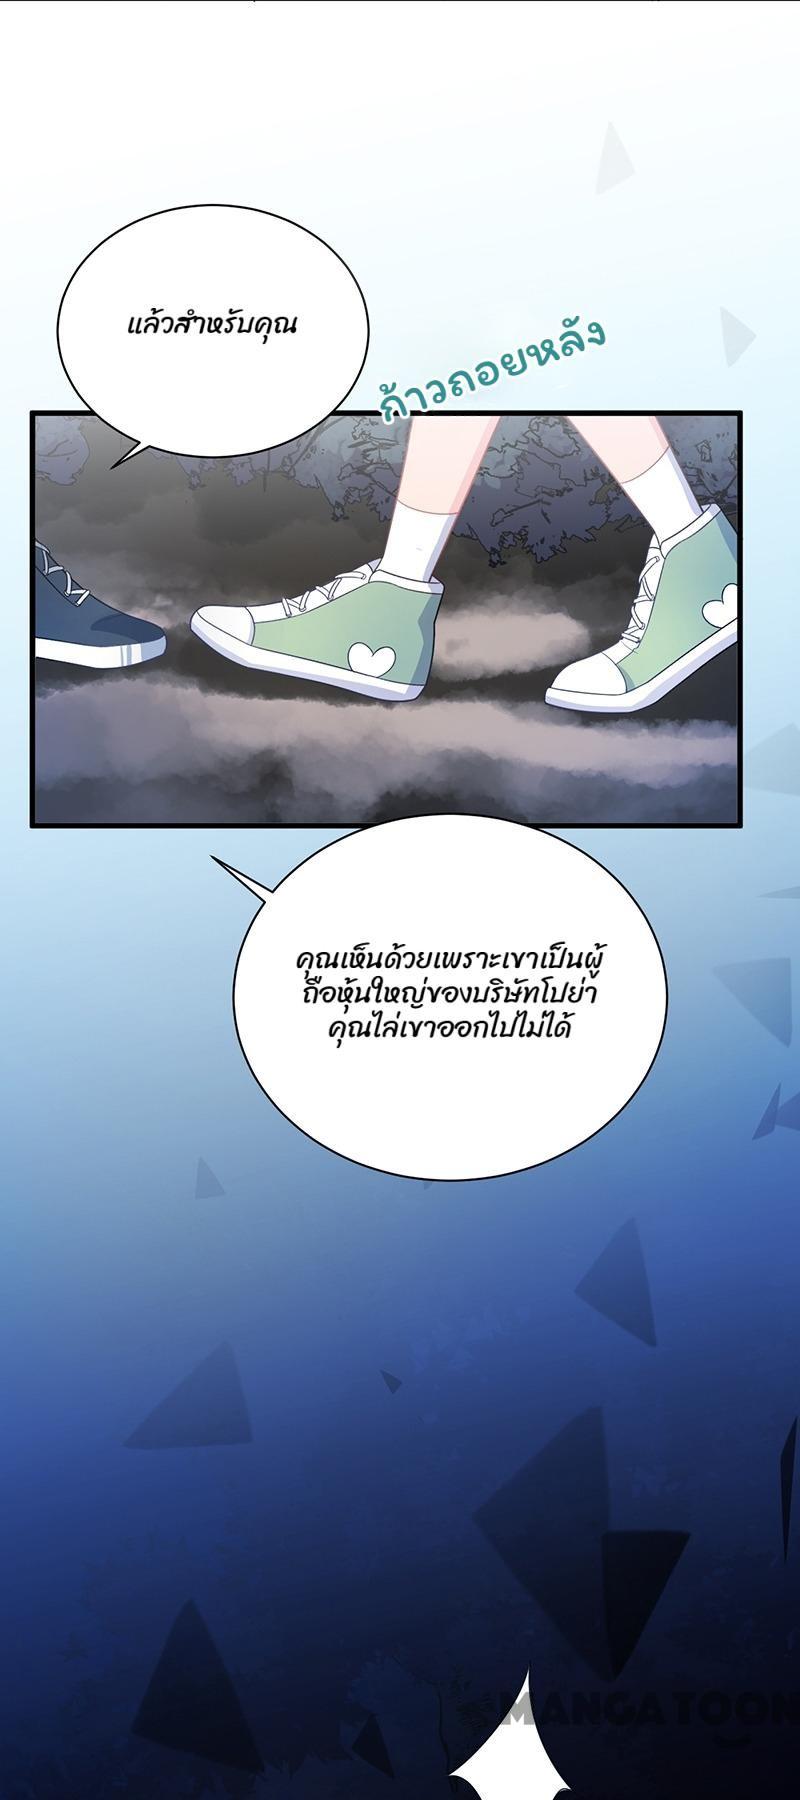 แล้วสำหรับคุณ
ก้าวถอยหลัง
คุณเห็นด้วยเพราะเขาเป็นผู้
ถือหุ้นใหญ่ของบริษัทโปย่า
คุณไล่เขาออกไปไม่ได้
MANGATOON